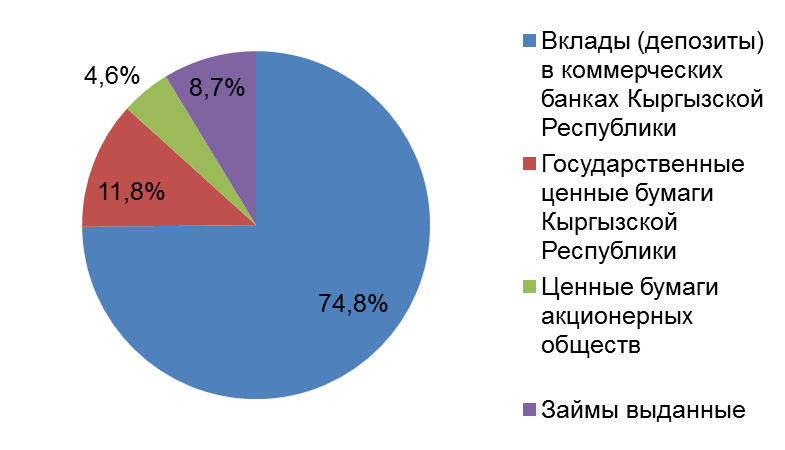 4,6%
8,7%
11,8%
74,8%
Вклады (депозиты)
в коммерческих
банках Кыргызской
Республики
Государственные
ценные бумаги
Кыргызской
Республики
Ценные бумаги
акционерных
обществ
Займы выданные